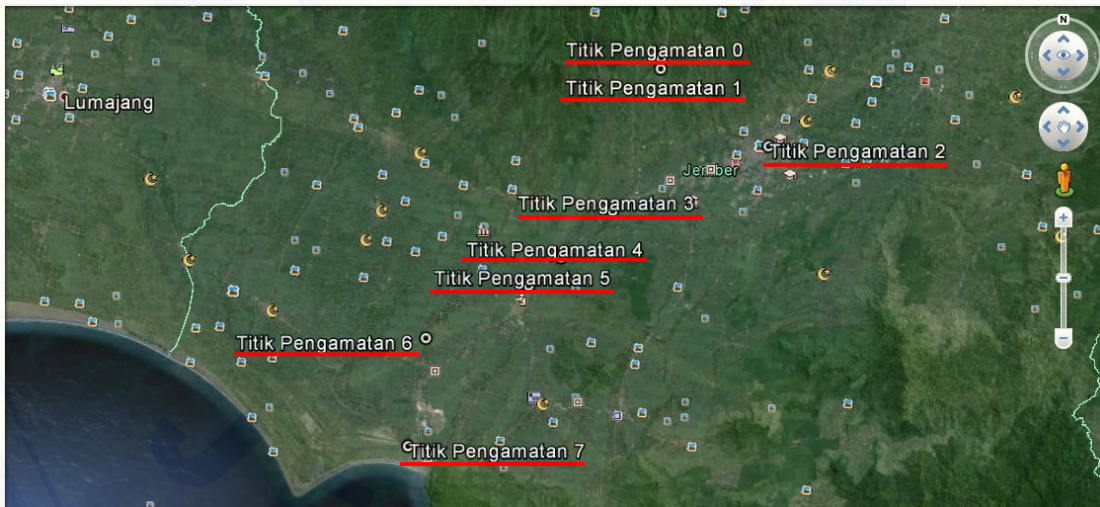 N
Titik Pengamatan 0
Titik Pengamatan 1
Lumajang
Titik Pengamatan 2
Jember
Titik Pengamatan 3
Titik Pengamatan 4
Titik Pengamatan 5
Titik Pengamatan 6
Titik Pengamatan 7